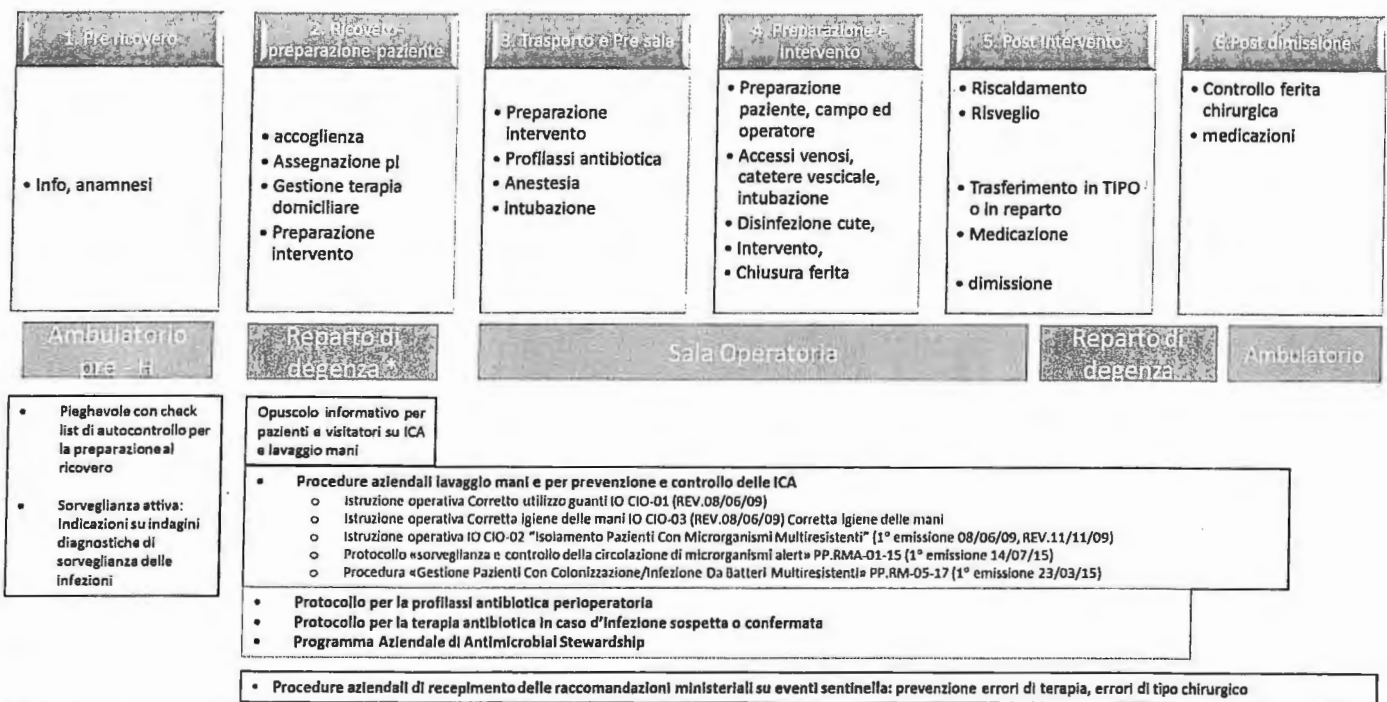 1. Pre ricovero
• Info, anamnesi
2. Ricovero
preparazione paziente
• accoglienza
• Assegnazione pl
• Gestione terapia
domiciliare
• Preparazione
intervento
3. Trasporto e Pre sala
• Preparazione
intervento
• Profilassi antibiotica
• Anestesia
• Intubazione
4. Preparazione e
intervento
• Preparazione
paziente, campo ed
operatore
• Accessi venosi,
catetere vescicale,
intubazione
• Disinfezione cute,
• Intervento,
• Chiusura ferita
5. Post Intervento
• Riscaldamento
• Risveglio
• Trasferimento in TIPO
o in reparto
• Medicazione
• dimissione
6.Post dimissione
• Controllo ferita
chirurgica
• medicazioni
Ambulatorio
pre - H
Reparto di
degenza
Sala Operatoria
Reparto di
degenza
Ambulatorio
• Pieghevole con check
list di autocontrollo per
la preparazione al
ricovero
• Sorveglianza attiva:
Indicazioni su indagini
diagnostiche di
sorveglianza delle
infezioni
Opuscolo informativo per
pazienti e visitatori su ICA
e lavaggio mani
• Procedure aziendali lavaggio mani e per prevenzione e controllo delle ICA
o Istruzione operativa Corretto utilizzo guanti IO CIO-01 (REV.08/06/09)
o Istruzione operativa Corretta igiene delle mani IO CIO-03 (REV.08/06/09) Corretta igiene delle mani
o Istruzione operativa IO CIO-02 "Isolamento Pazienti Con Microrganismi Multiresistenti" (1° emissione 08/06/09, REV.11/11/09)
o Protocollo «sorveglianza e controllo della circolazione di microrganismi alert» PP.RMA-01-15 (1° emissione 14/07/15)
o Procedura «Gestione Pazienti Con Colonizzazione/Infezione Da Batteri Multiresistenti» PP.RM-05-17 (1° emissione 23/03/15)
• Protocollo per la profilassi antibiotica perioperatoria
• Protocollo per la terapia antibiotica in caso d'infezione sospetta o confermata
• Programma Aziendale di Antimicrobial Stewardship
• Procedure aziendali di recepimento delle raccomandazioni ministeriali su eventi sentinella: prevenzione errori di terapia, errori di tipo chirurgico